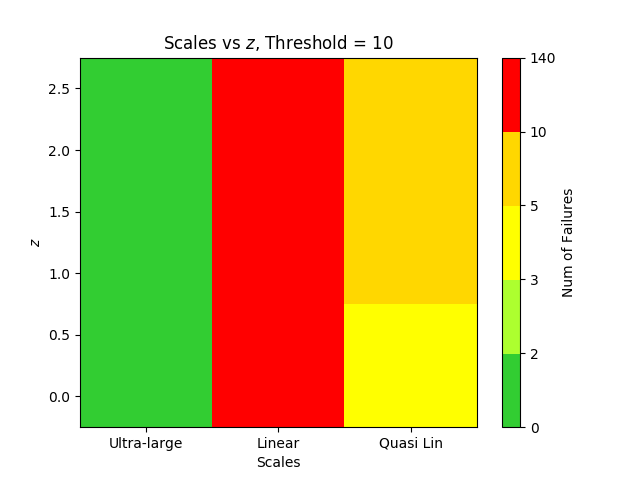 Scales vs z, Threshold = 10
2.5
2.0
1.5
1.0
0.5
0.0
z
Ultra-large
Linear
Quasi Lin
Scales
140
10
5
3
2
0
Num of Failures